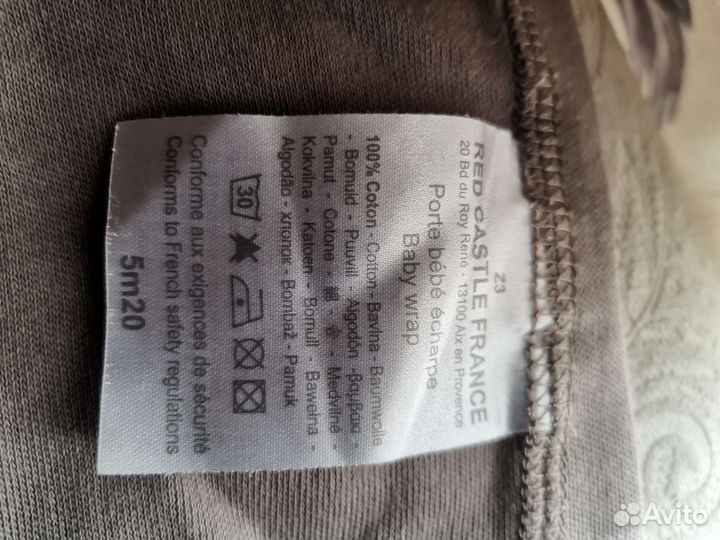 Z3
RED CASTLE FRANCE
20 Bd du Roy René - 13100 Aix en Provence
Porte bébé écharpe
Baby wrap
100% Coton - Cotton - Bavlna - Baumwolle
- Bomuld - Puuvill - Algodón - βαμβακι -
Pamut - Cotone - 綿 - - Medvilnė -
Kokvilna - Katoen - Bomull - Bawełna -
Algodão - хлопок - Bombaž - Pamuk
30
Conforme aux exigences de sécurité
Conforms to French safety regulations
5m20
Avito